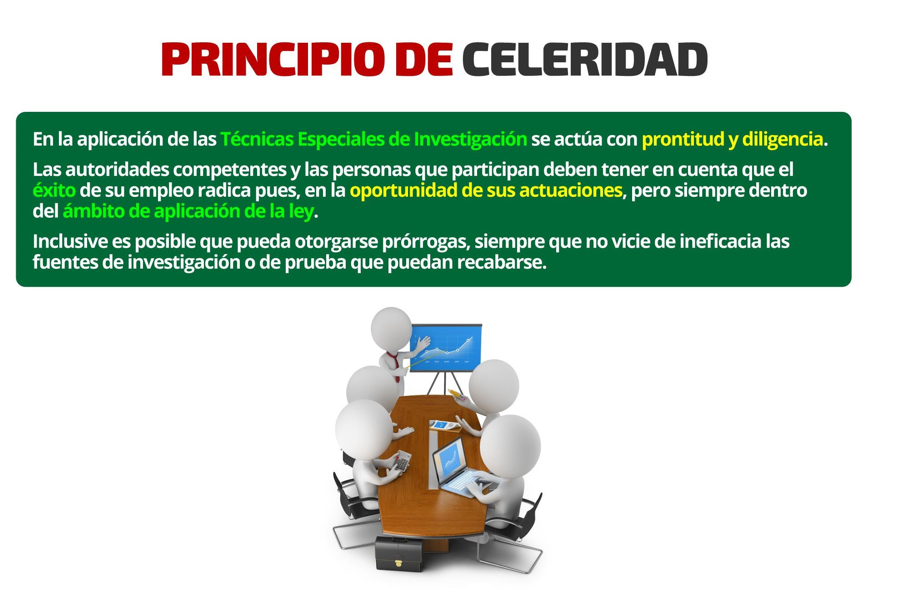 PRINCIPIO DE CELERIDAD
En la aplicación de las Técnicas Especiales de Investigación se actúa con prontitud y diligencia.
Las autoridades competentes y las personas que participan deben tener en cuenta que el
éxito de su empleo radica pues, en la oportunidad de sus actuaciones, pero siempre dentro
del ámbito de aplicación de la ley.
Inclusive es posible que pueda otorgarse prórrogas, siempre que no vicie de ineficacia las
fuentes de investigación o de prueba que puedan recabarse.